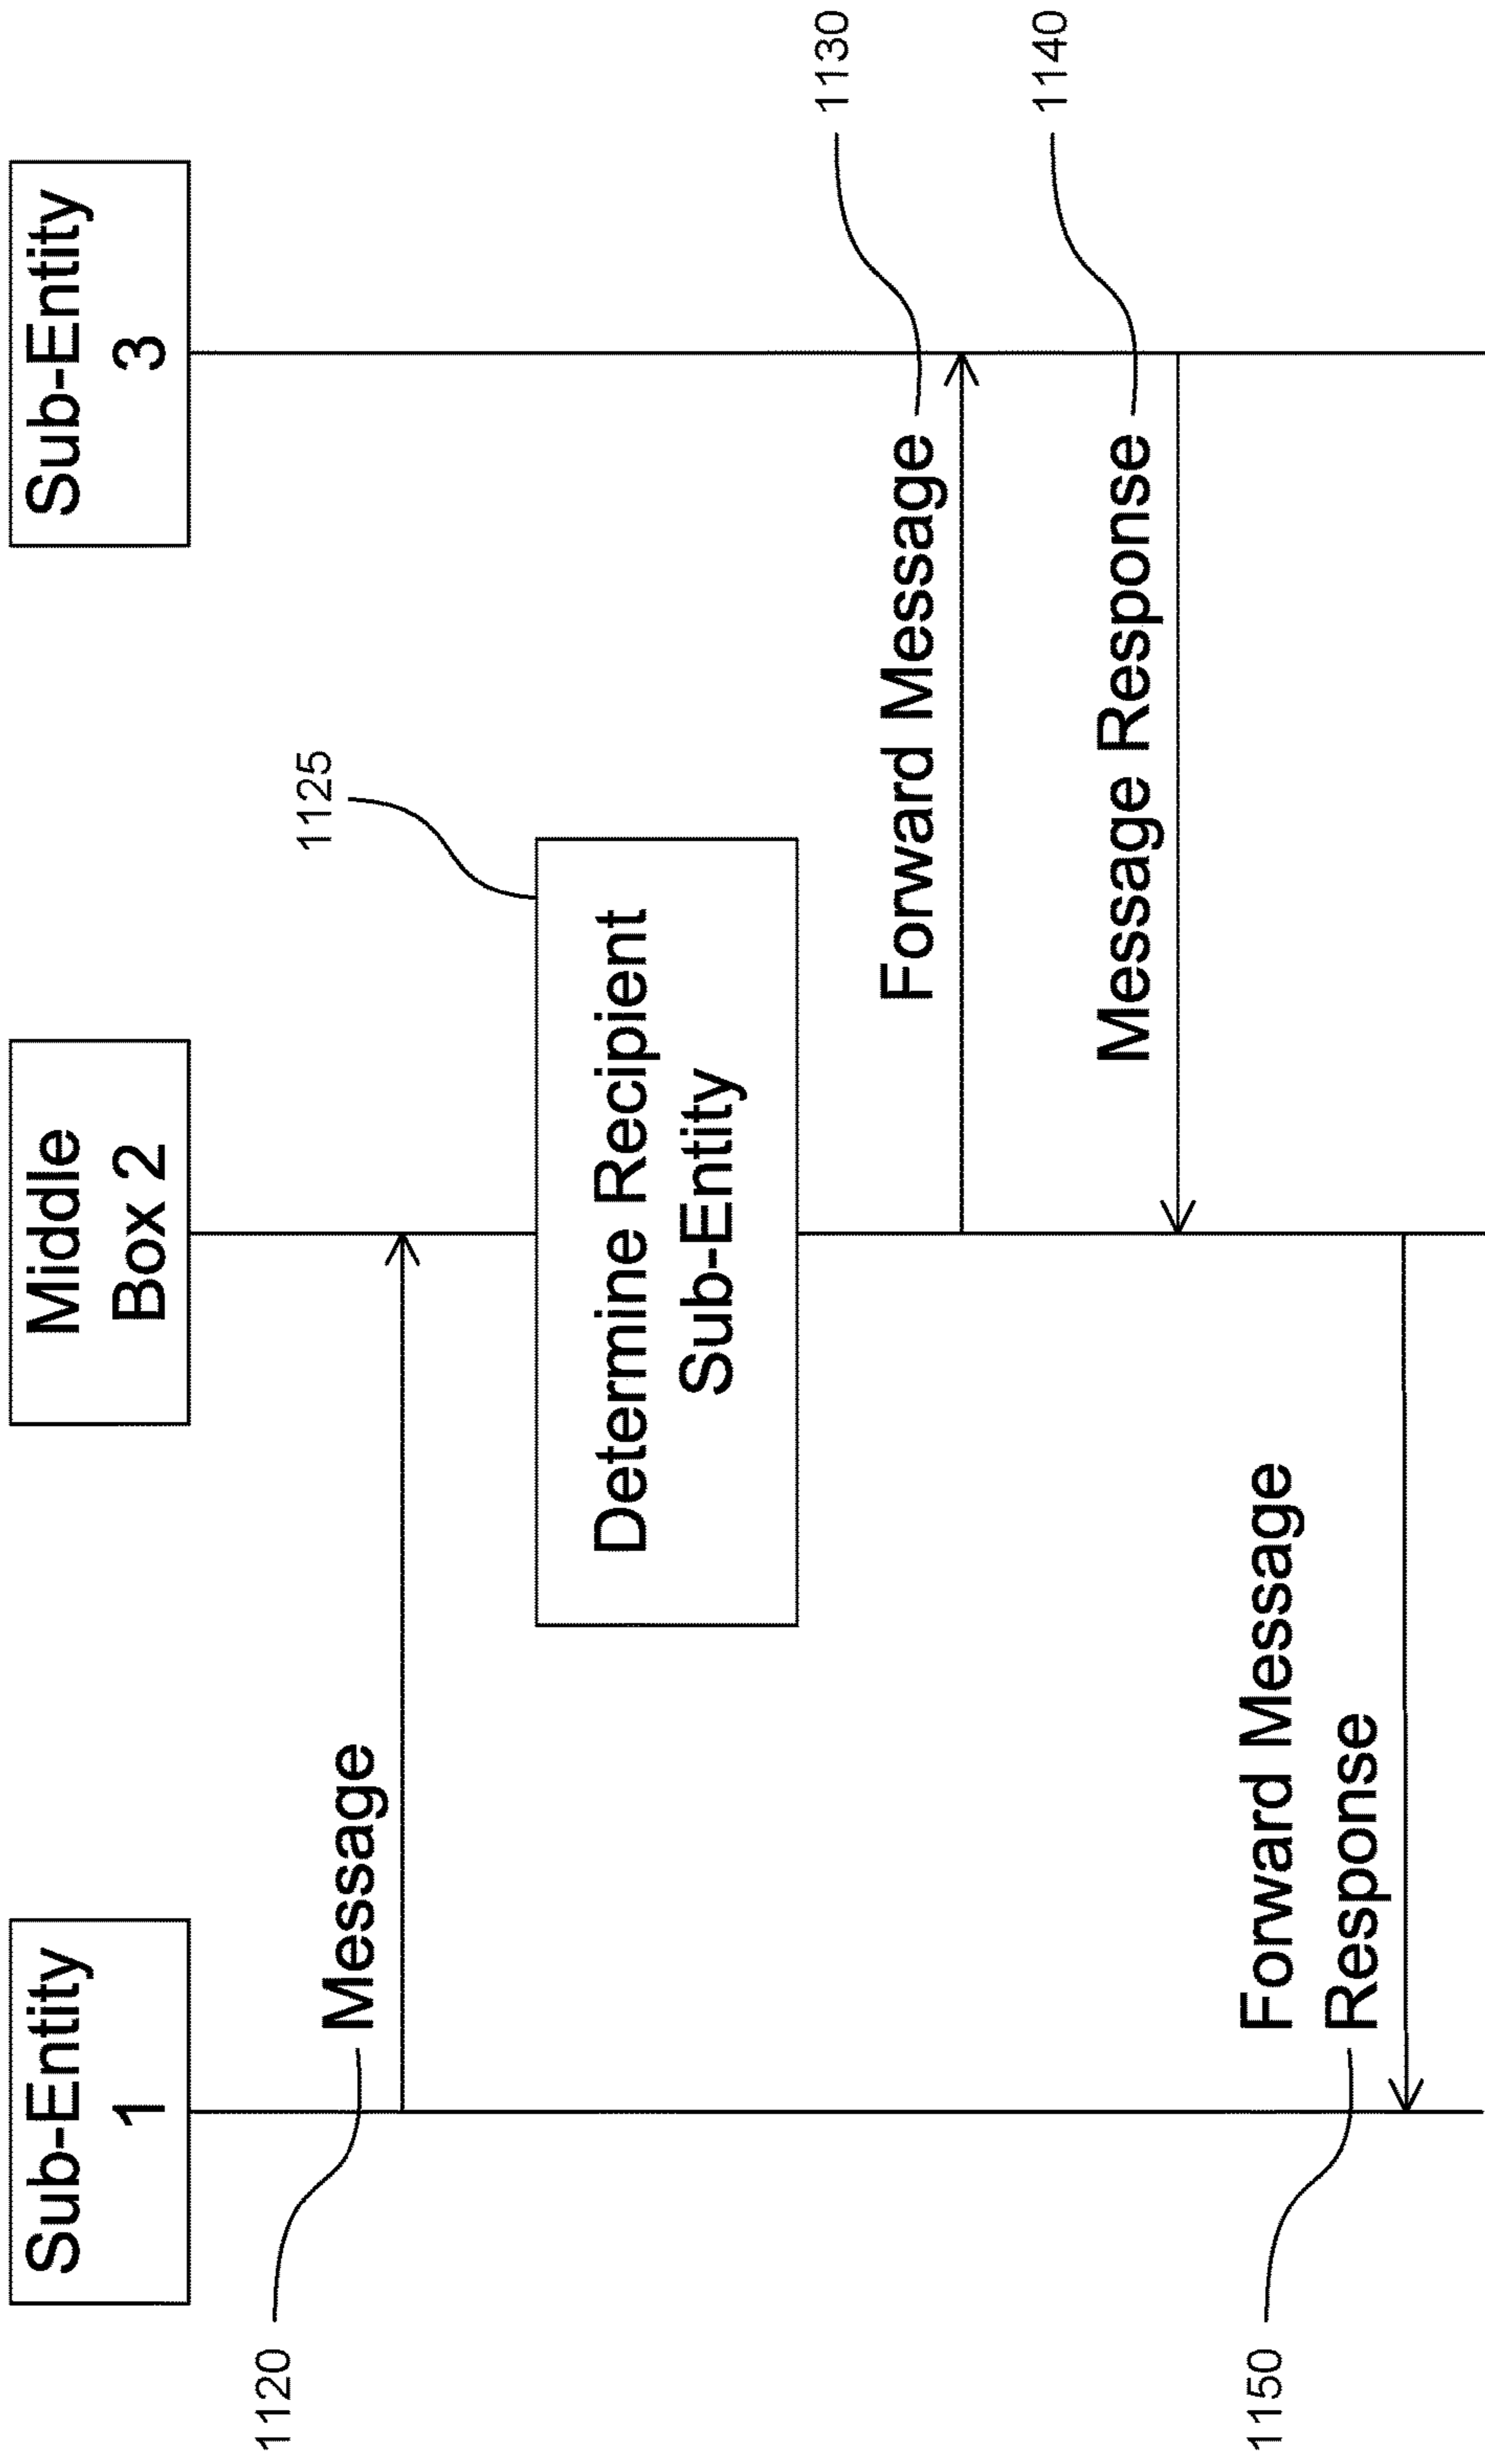 Sub-Entity
1
Middle
Box 2
Sub-Entity
3
1120
Message
1125
Determine Recipient
Sub-Entity
1130
Forward Message
1140
Message Response
Forward Message
Response
1150